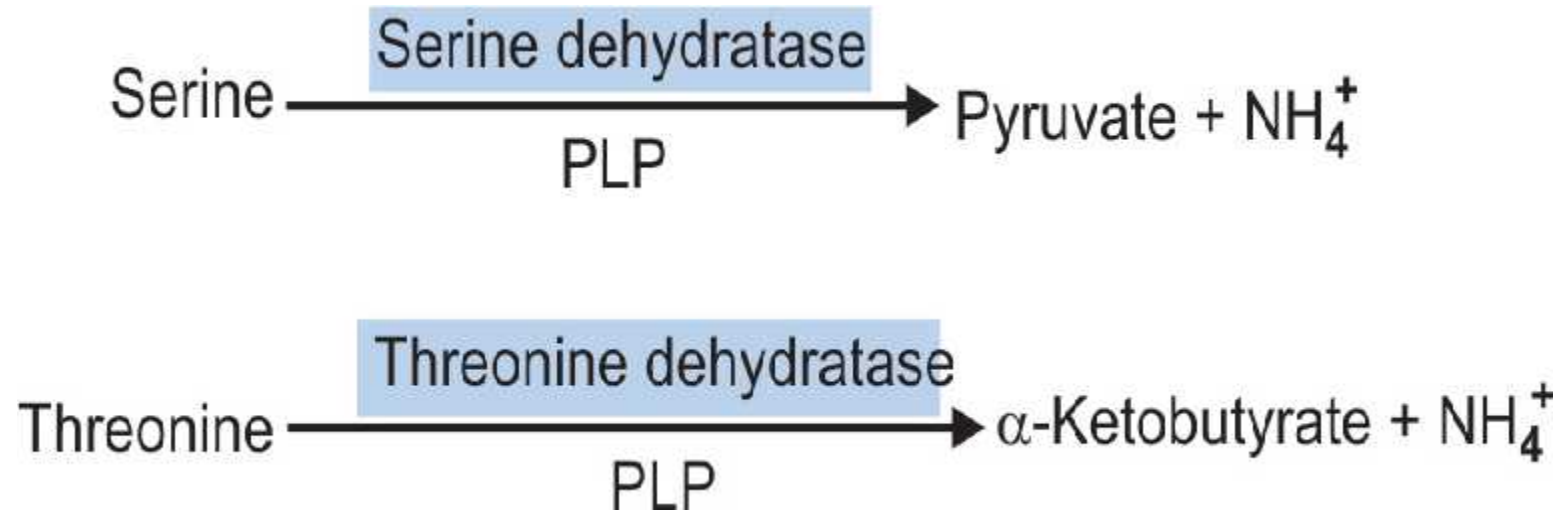 Serine dehydratase
Serine
Pyruvate + NH₄⁺
PLP
Threonine dehydratase
Threonine
α-Ketobutyrate + NH₄⁺
PLP